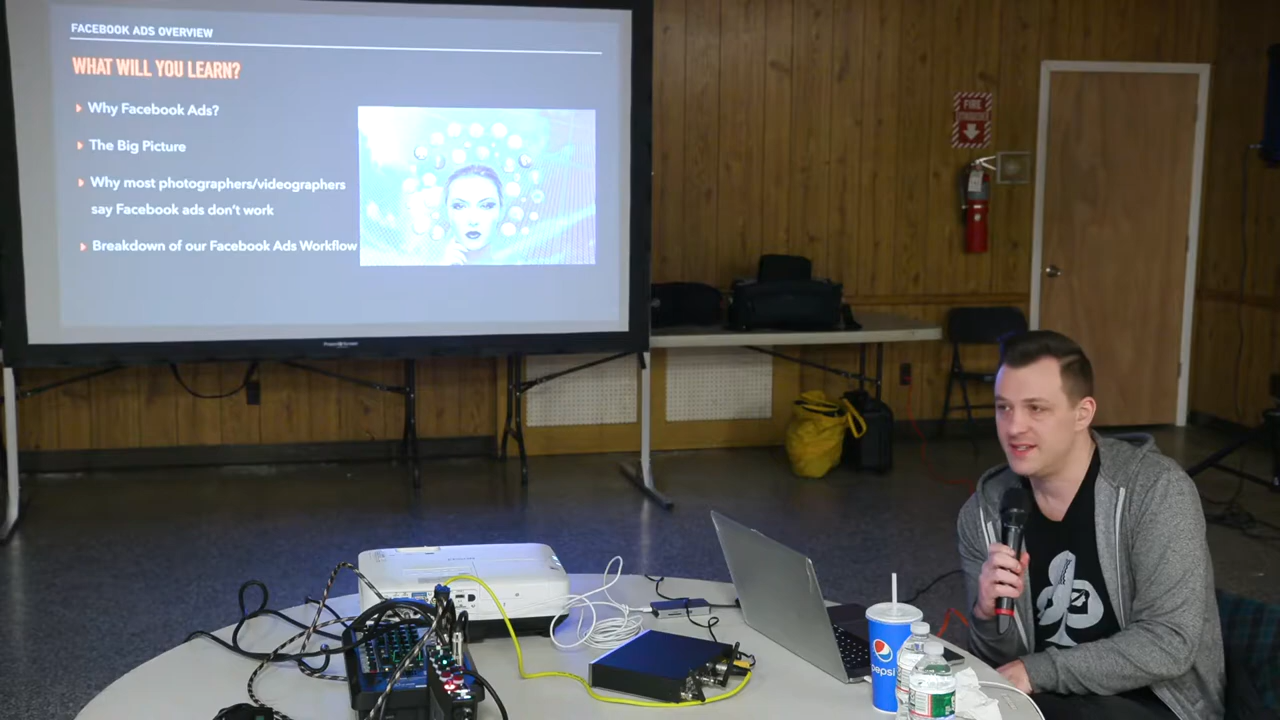 FACEBOOK ADS OVERVIEW
WHAT WILL YOU LEARN?
Why Facebook Ads?
The Big Picture
Why most photographers/videographers
say Facebook ads don't work
Breakdown of our Facebook Ads Workflow
FIRE
pepsi